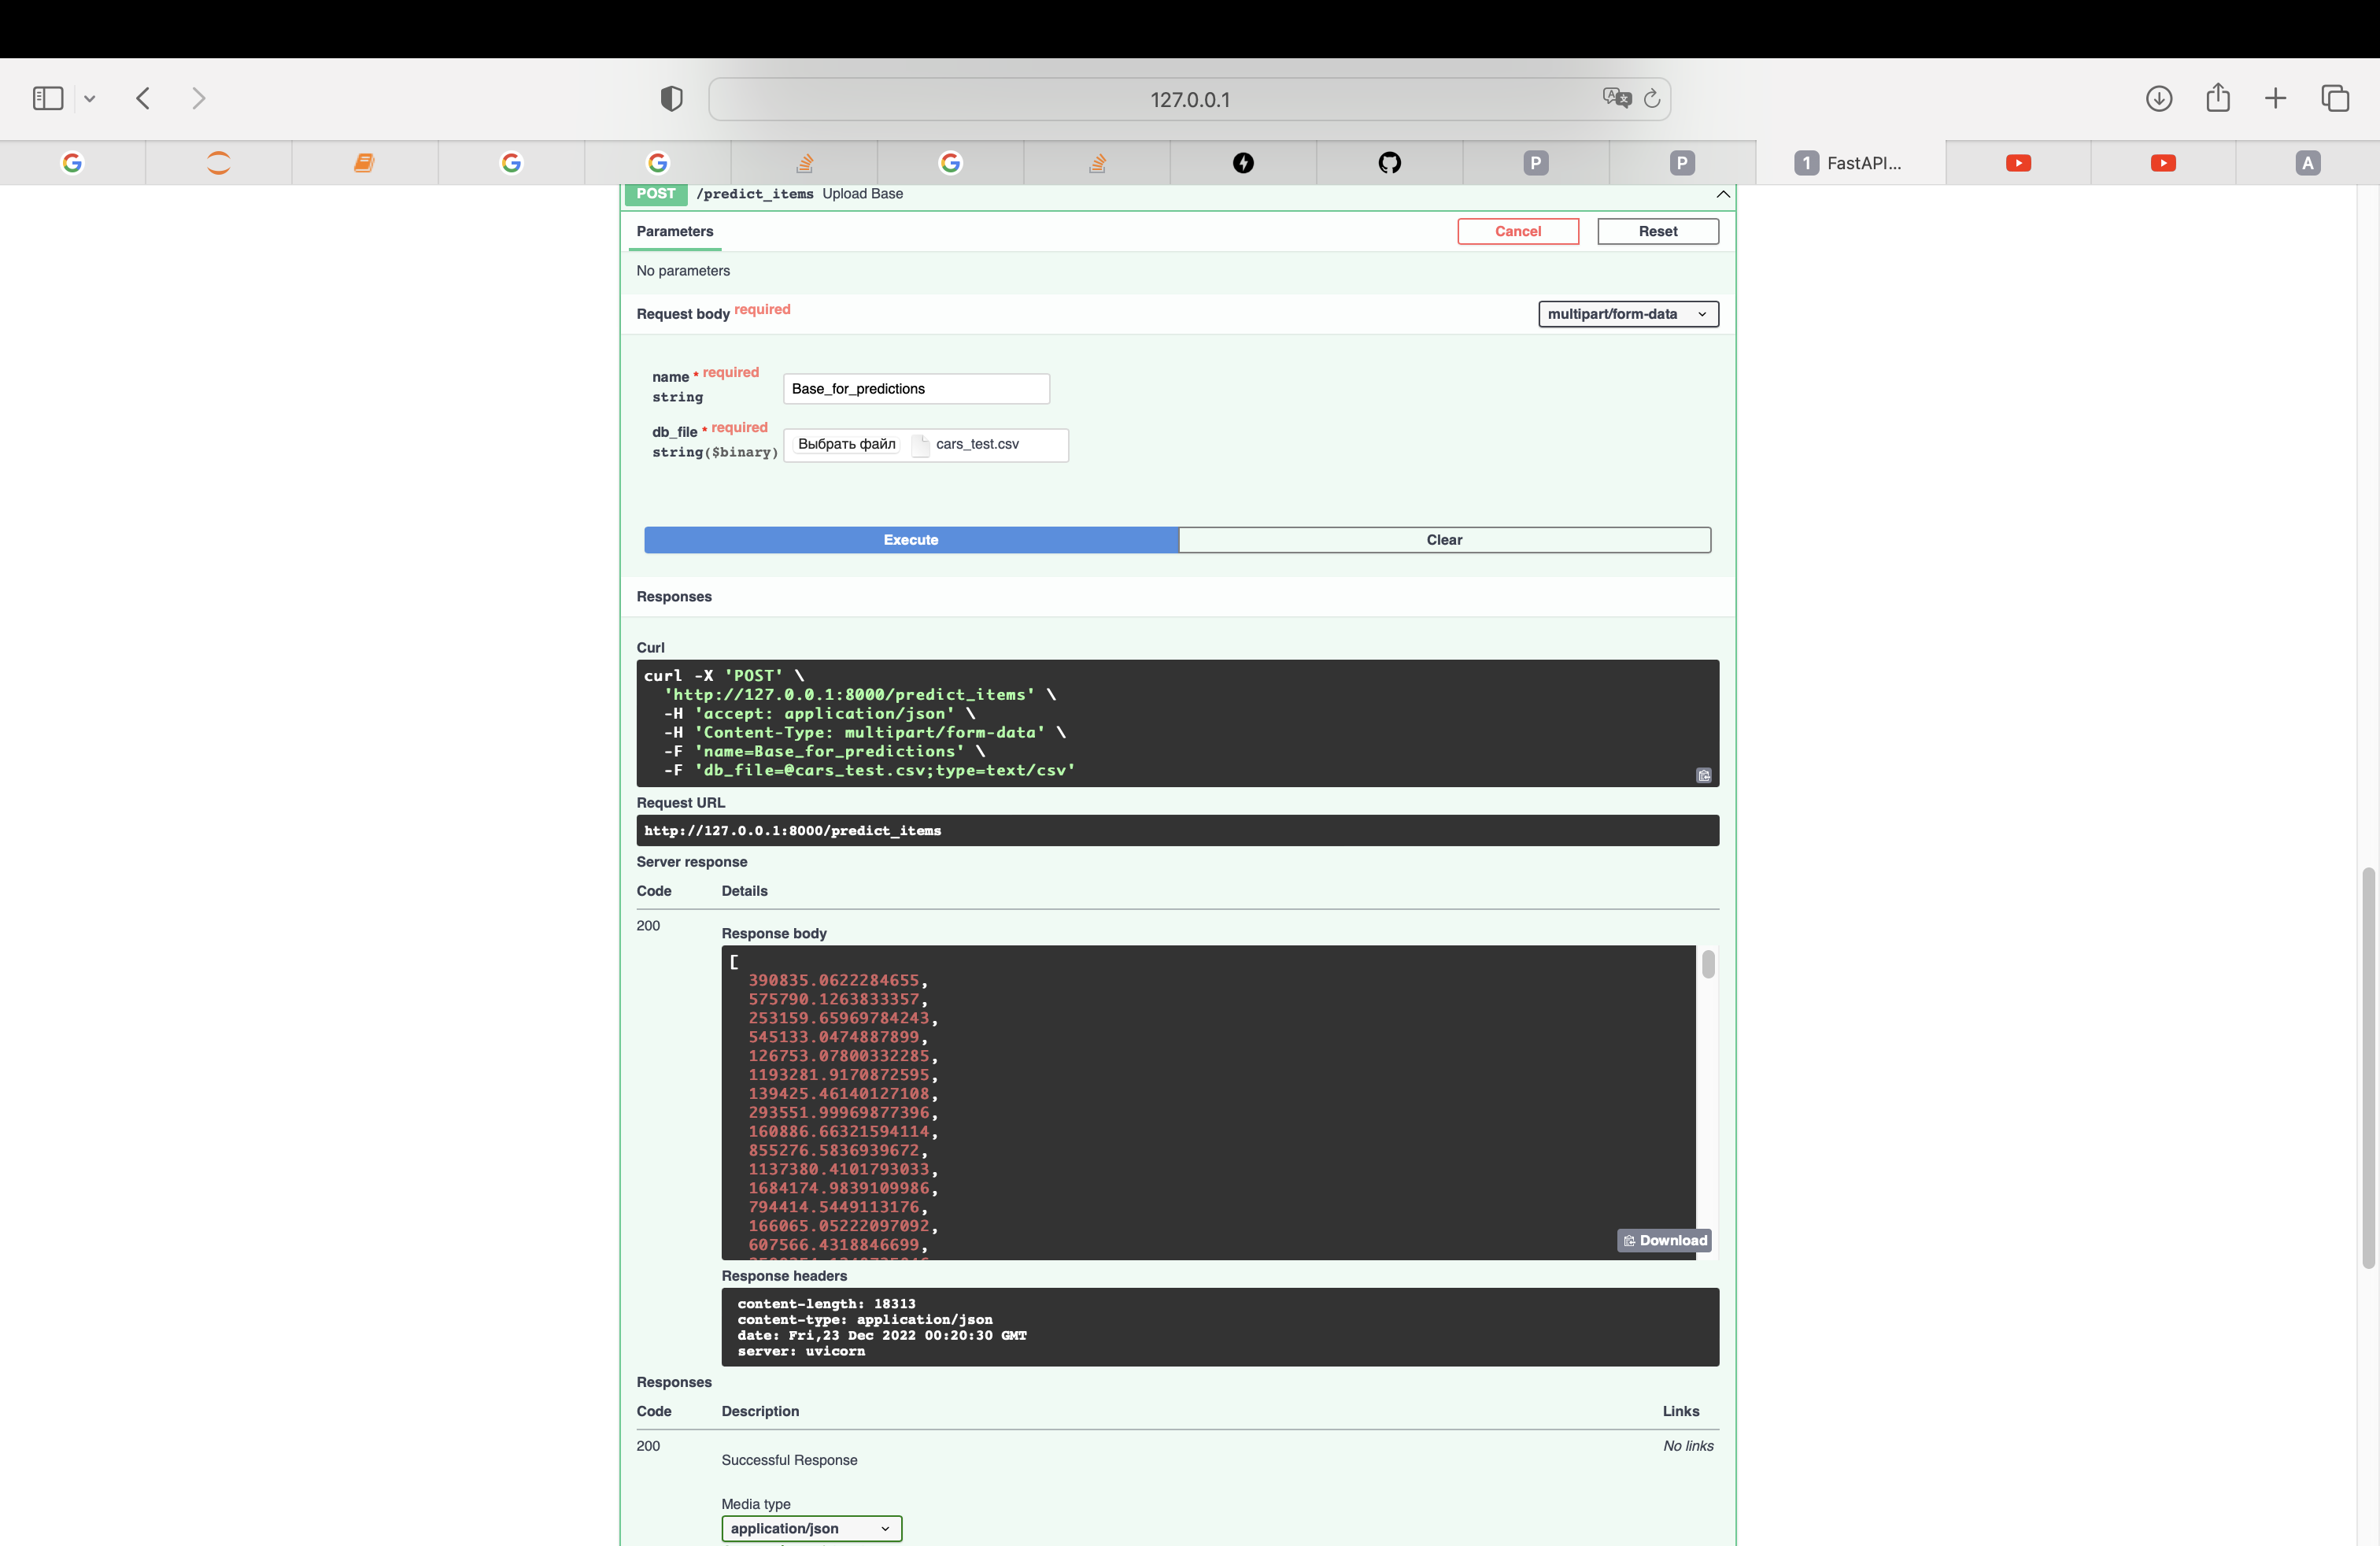 127.0.0.1
1 FastAPI...
P
P
A
POST /predict_items Upload Base
Parameters
Cancel
Reset
No parameters
Request body required
multipart/form-data
name * required
string
Base_for_predictions
db_file * required
string($binary)
Выбрать файл cars_test.csv
Execute
Clear
Responses
Curl
curl -X 'POST' \
'http://127.0.0.1:8000/predict_items' \
-H 'accept: application/json' \
-H 'Content-Type: multipart/form-data' \
-F 'name=Base_for_predictions' \
-F 'db_file=@cars_test.csv;type=text/csv'
Request URL
http://127.0.0.1:8000/predict_items
Server response
Code Details
200
Response body
[
390835.0622284655,
575790.1263833357,
253159.65969784243,
545133.0474887899,
126753.07800332285,
1193281.9170872595,
139425.46140127108,
293551.99969877396,
160886.66321594114,
855276.5836939672,
1137380.4101793033,
1684174.9839109986,
794414.5449113176,
166065.05222097092,
607566.4318846699,
Download
Response headers
content-length: 18313
content-type: application/json
date: Fri,23 Dec 2022 00:20:30 GMT
server: uvicorn
Responses
Code Description Links
200 No links
Successful Response
Media type
application/json